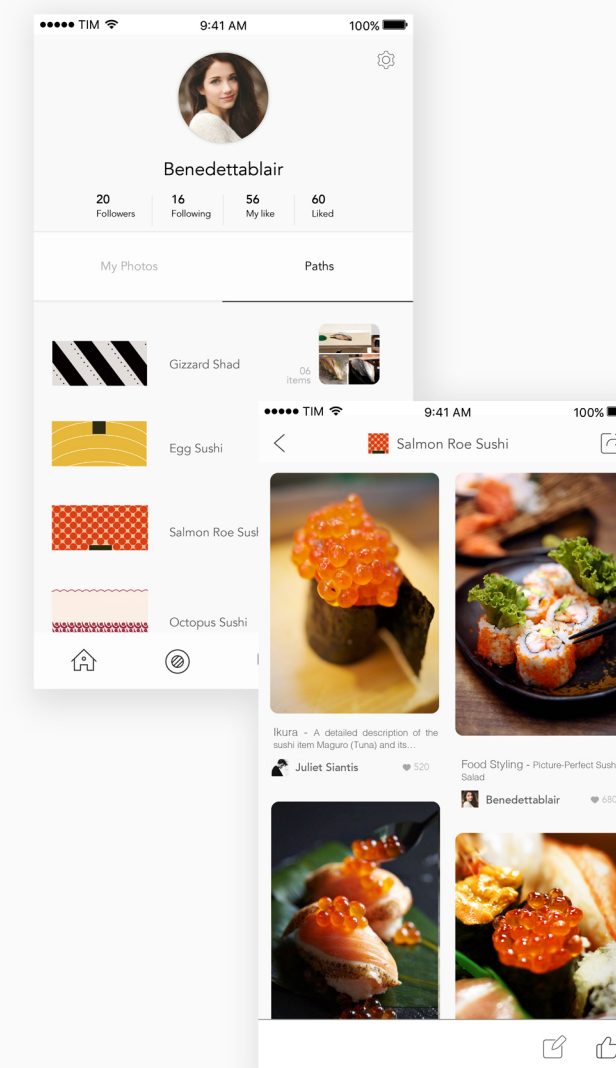 TIM 9:41 AM 100%
Benedettablair
20 16 56 60
Followers Following My like Liked
My Photos Paths
Gizzard Shad
06
items
Egg Sushi
Salmon Roe Sush
Octopus Sushi
TIM 9:41 AM 100%
Salmon Roe Sushi
Ikura - A detailed description of the
sushi item Maguro (Tuna) and its...
Juliet Siantis 520
Food Styling - Picture-Perfect Sush
Salad
Benedettablair 680